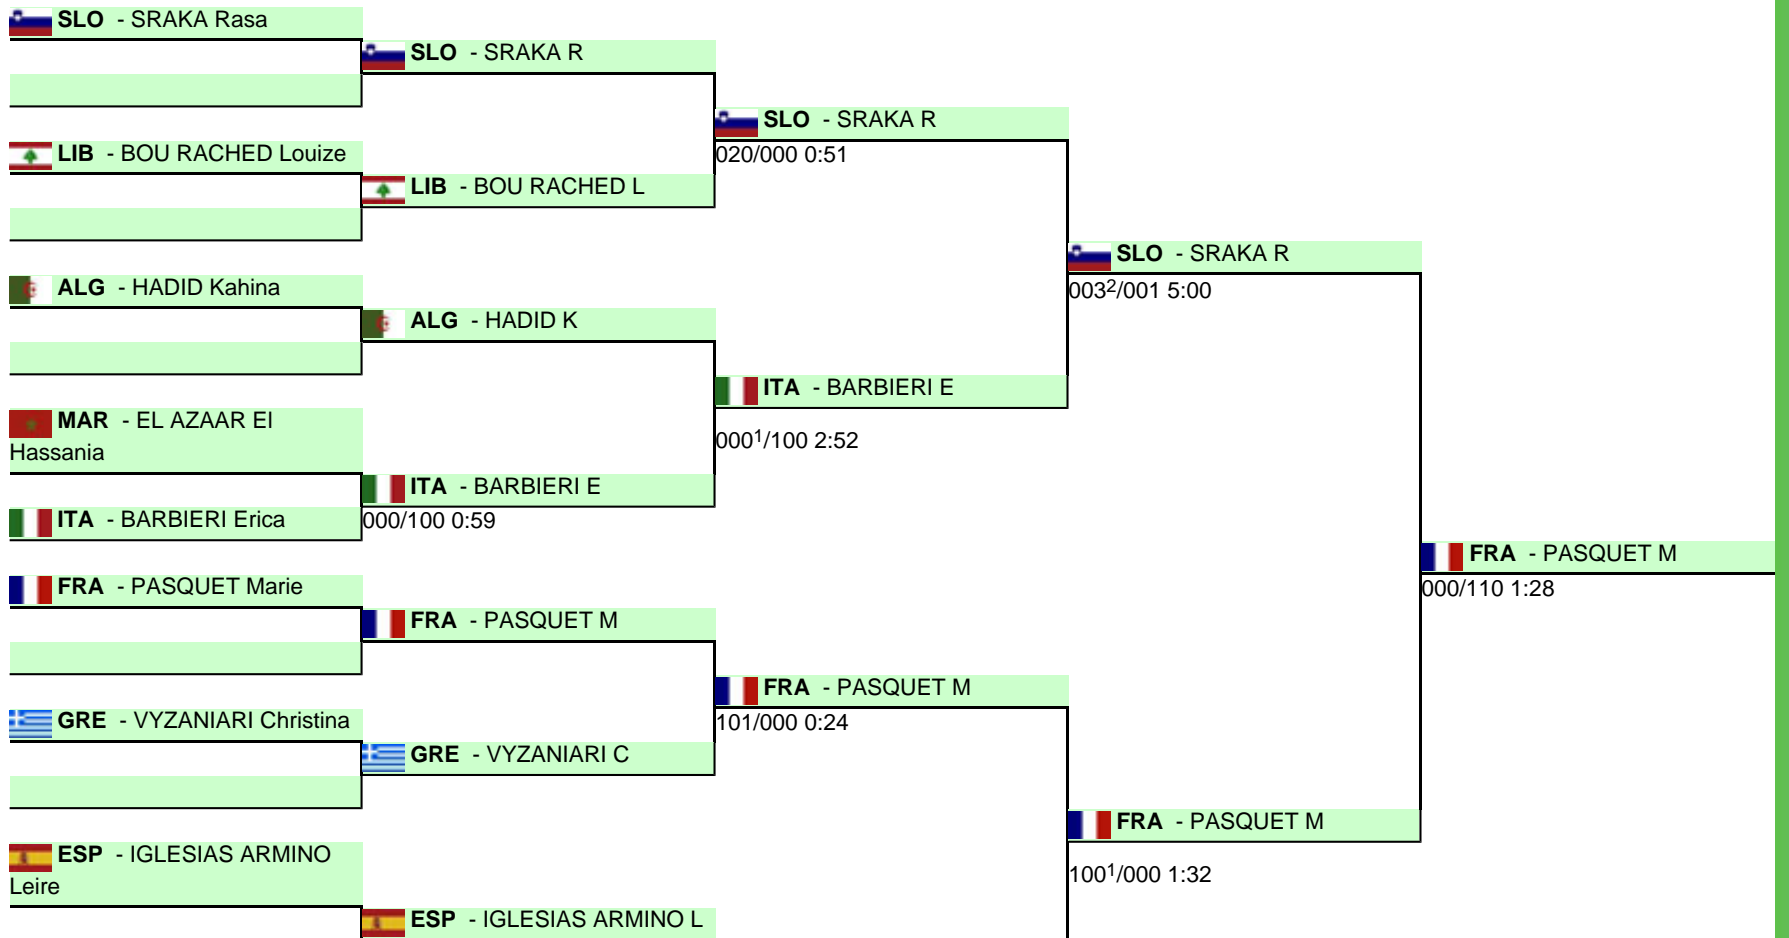 SLO - SRAKA Rasa
SLO - SRAKA R
SLO - SRAKA R
020/000 0:51
LIB - BOU RACHED Louize
LIB - BOU RACHED L
SLO - SRAKA R
003²/001 5:00
ALG - HADID Kahina
ALG - HADID K
ITA - BARBIERI E
000¹/100 2:52
MAR - EL AZAAR El
Hassania
ITA - BARBIERI E
000/100 0:59
ITA - BARBIERI Erica
FRA - PASQUET M
000/110 1:28
FRA - PASQUET Marie
FRA - PASQUET M
FRA - PASQUET M
101/000 0:24
GRE - VYZANIARI Christina
GRE - VYZANIARI C
FRA - PASQUET M
100¹/000 1:32
ESP - IGLESIAS ARMINO
Leire
ESP - IGLESIAS ARMINO L